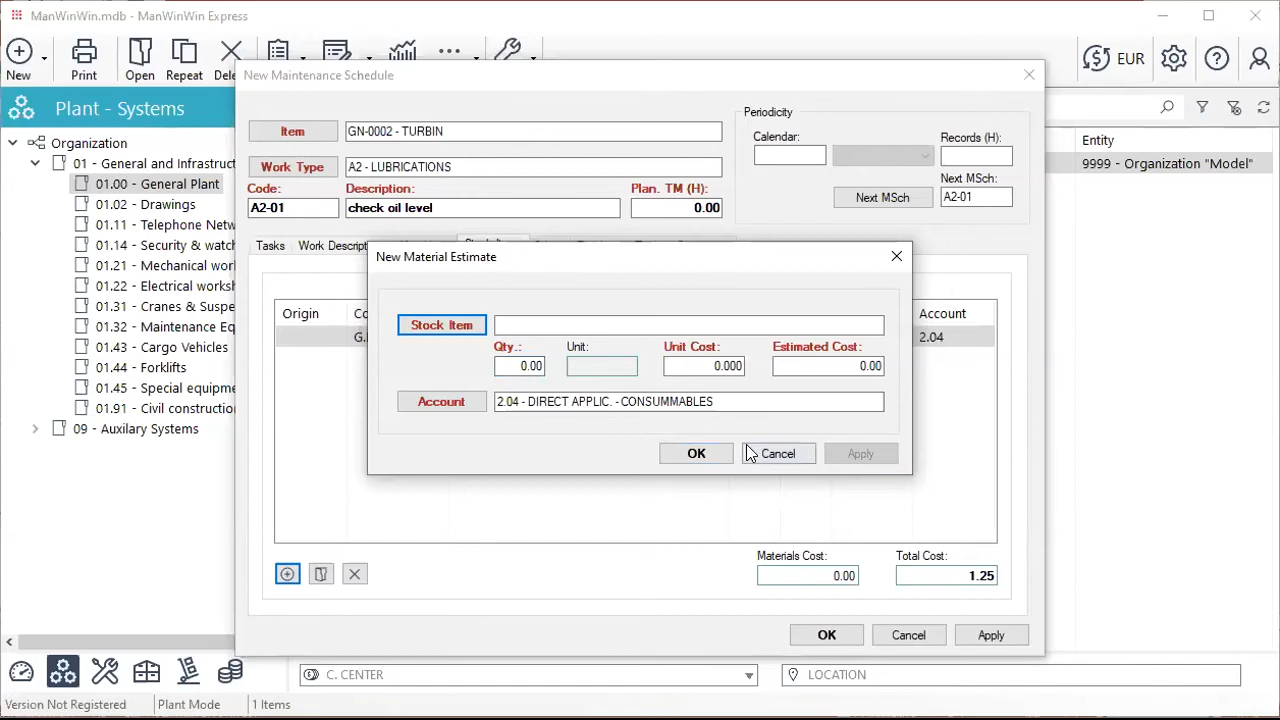 ManWinWin.mdb - ManWinWin Express
New
Print
Open
Repeat
Dele
EUR
New Maintenance Schedule
Plant - Systems
Item
GN-0002 - TURBIN
Work Type
A2 - LUBRICATIONS
Code:
Description:
Plan. TM (H):
A2-01
check oil level
0.00
Periodicity
Calendar:
Records (H):
Next MSch:
Next MSch
A2-01
Entity
9999 - Organization "Model"
Organization
01 - General and Infrastruct
01.00 - General Plant
01.02 - Drawings
01.11 - Telephone Netw
01.14 - Security & watch
01.21 - Mechanical work
01.22 - Electrical worksh
01.31 - Cranes & Suspe
01.32 - Maintenance Eq
01.43 - Cargo Vehicles
01.44 - Forklifts
01.45 - Special equipme
01.91 - Civil construction
09 - Auxilary Systems
Tasks
Work Descript
Origin
Co
Account
G.I
2.04
New Material Estimate
Stock Item
Qty.:
Unit:
Unit Cost:
Estimated Cost:
0.00
0.000
0.00
Account
2.04 - DIRECT APPLIC. - CONSUMMABLES
OK
Cancel
Apply
Materials Cost:
Total Cost:
0.00
1.25
OK
Cancel
Apply
C. CENTER
LOCATION
Version Not Registered
Plant Mode
1 Items